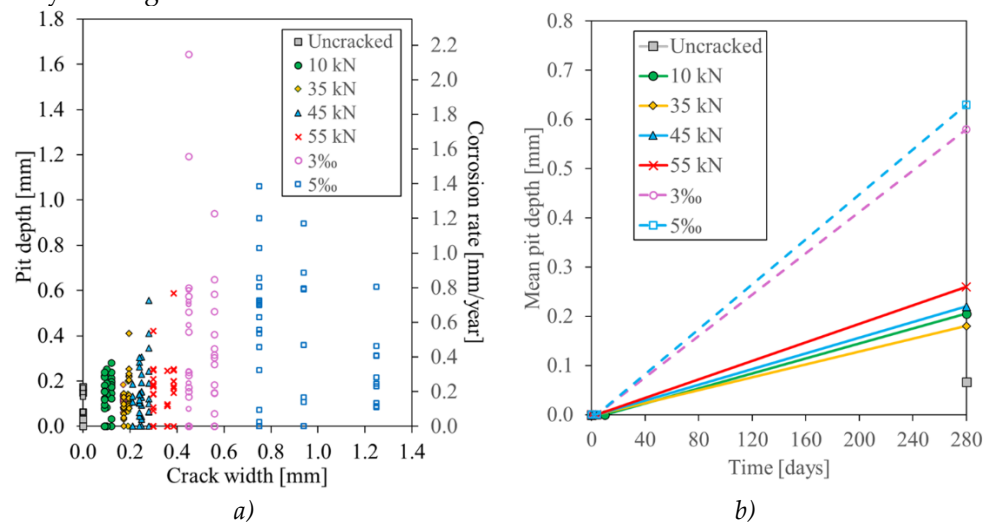 1.8
1.6
1.4
1.2
1.0
0.8
0.6
0.4
0.2
0.0
Pit depth [mm]
0.0 0.2 0.4 0.6 0.8 1.0 1.2 1.4
Crack width [mm]
Uncracked
10 kN
35 kN
45 kN
55 kN
3‰
5‰
2.2
2.0
1.8
1.6
1.4
1.2
1.0
0.8
0.6
0.4
0.2
0.0
Corrosion rate [mm/year]
a)
0.8
0.7
0.6
0.5
0.4
0.3
0.2
0.1
0.0
Mean pit depth [mm]
0 40 80 120 160 200 240 280
Time [days]
Uncracked
10 kN
35 kN
45 kN
55 kN
3‰
5‰
b)